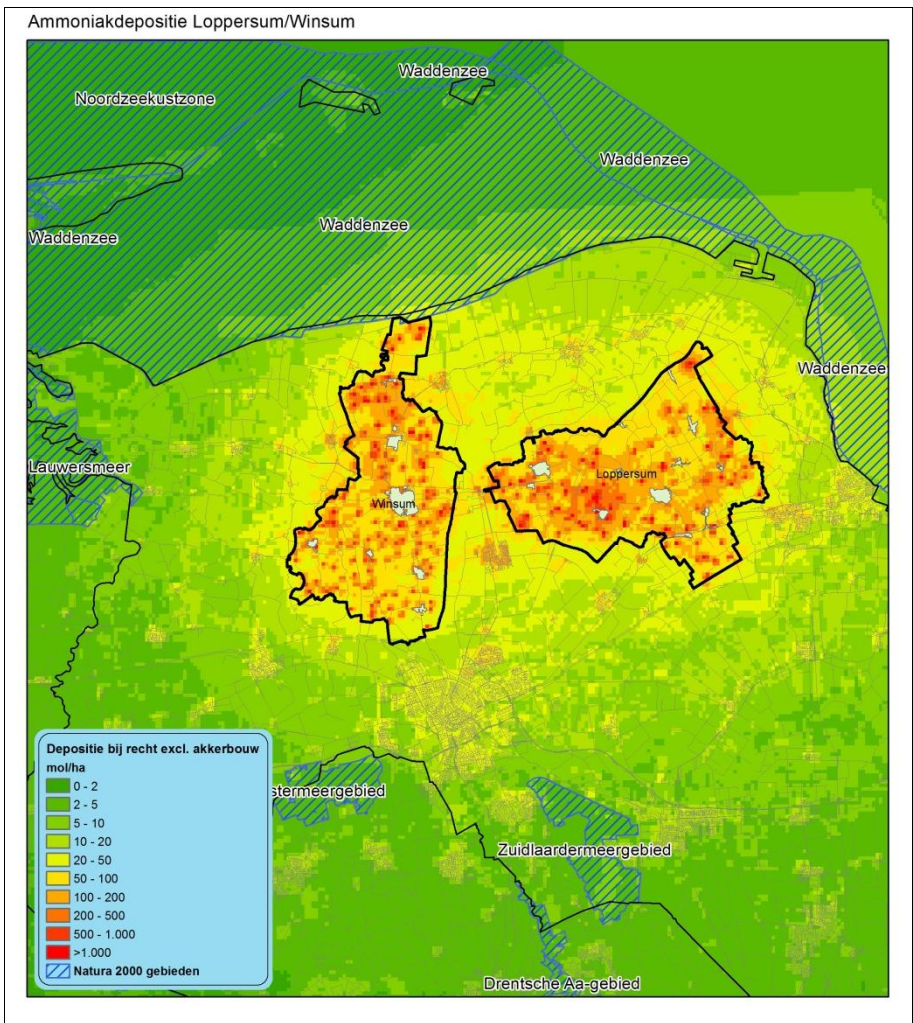 Ammoniakdepositie Loppersum/Winsum
Waddenzee
Noordzeekustzone
Waddenzee
Waddenzee
Waddenzee
Waddenzee
Lauwersmeer
Loppersum
Winsum
Depositie bij recht excl. akkerbouw
mol/ha
0 - 2
2 - 5
5 - 10
10 - 20
20 - 50
50 - 100
100 - 200
200 - 500
500 - 1.000
>1.000
Natura 2000 gebieden
stermeergebied
Zuidlaardermeergebied
Drentsche Aa-gebied